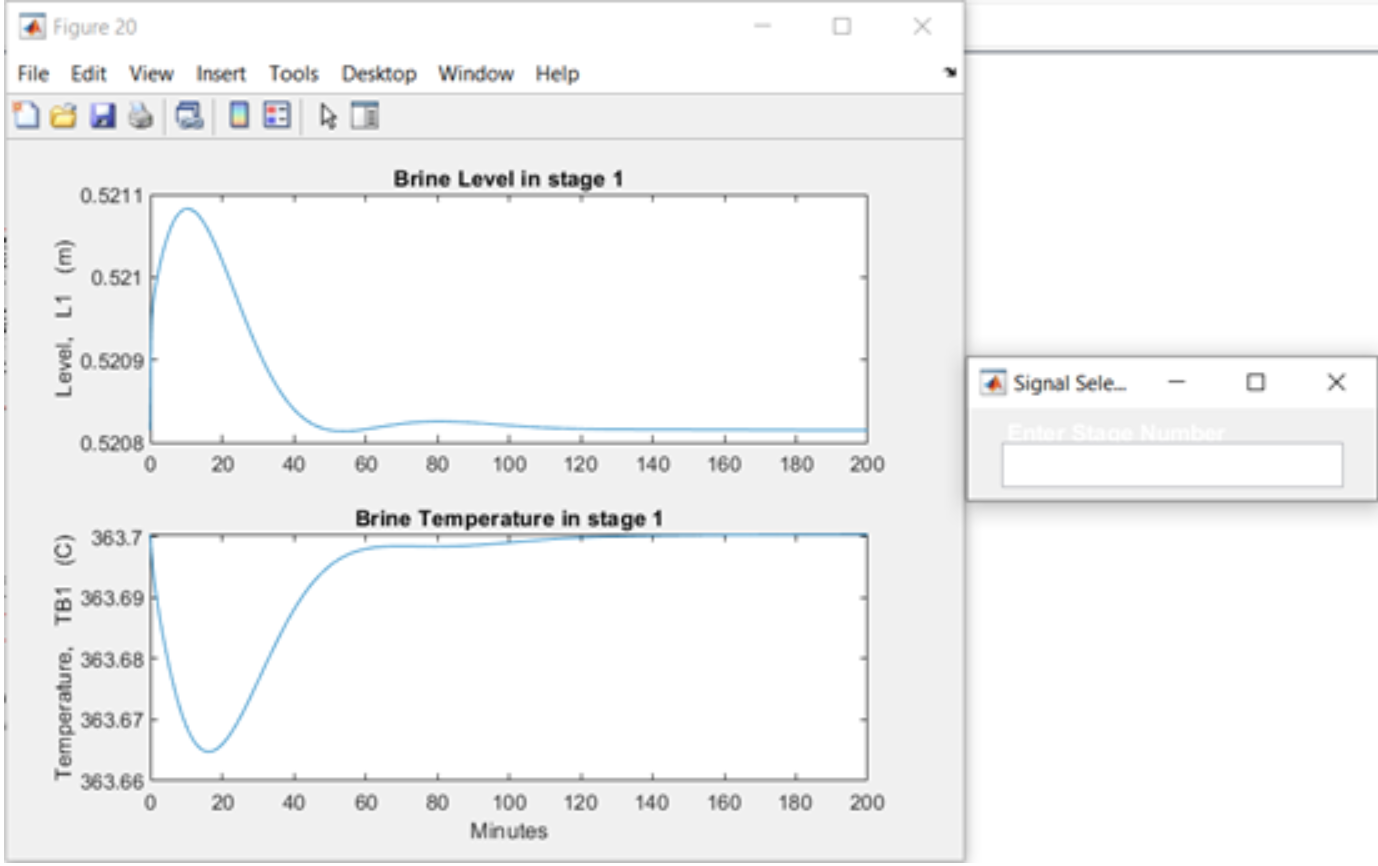 Figure 20
File Edit View Insert Tools Desktop Window Help
Brine Level in stage 1
Level, L1 (m)
0.5211
0.521
0.5209
0.5208
0 20 40 60 80 100 120 140 160 180 200
Brine Temperature in stage 1
Temperature, TB1 (C)
363.7
363.69
363.68
363.67
363.66
0 20 40 60 80 100 120 140 160 180 200
Minutes
Signal Sele...
Enter Stage Number